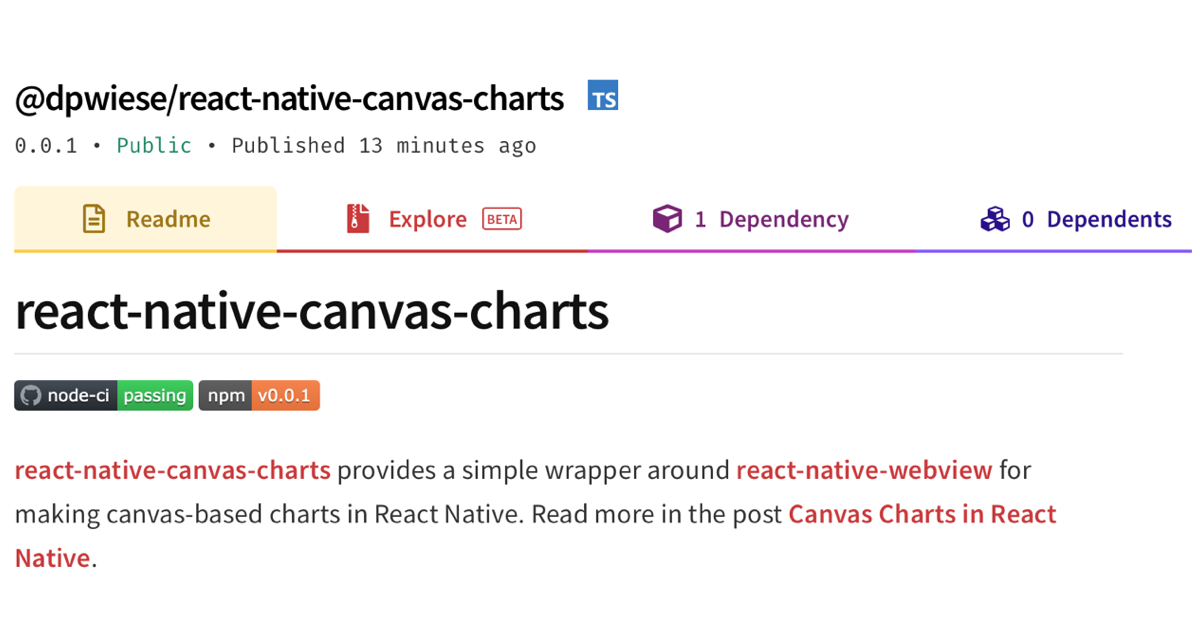 @dpwiese/react-native-canvas-charts TS
0.0.1 • Public • Published 13 minutes ago
Readme Explore BETA 1 Dependency 0 Dependents
react-native-canvas-charts
node-ci passing npm v0.0.1
react-native-canvas-charts provides a simple wrapper around react-native-webview for
making canvas-based charts in React Native. Read more in the post Canvas Charts in React
Native.